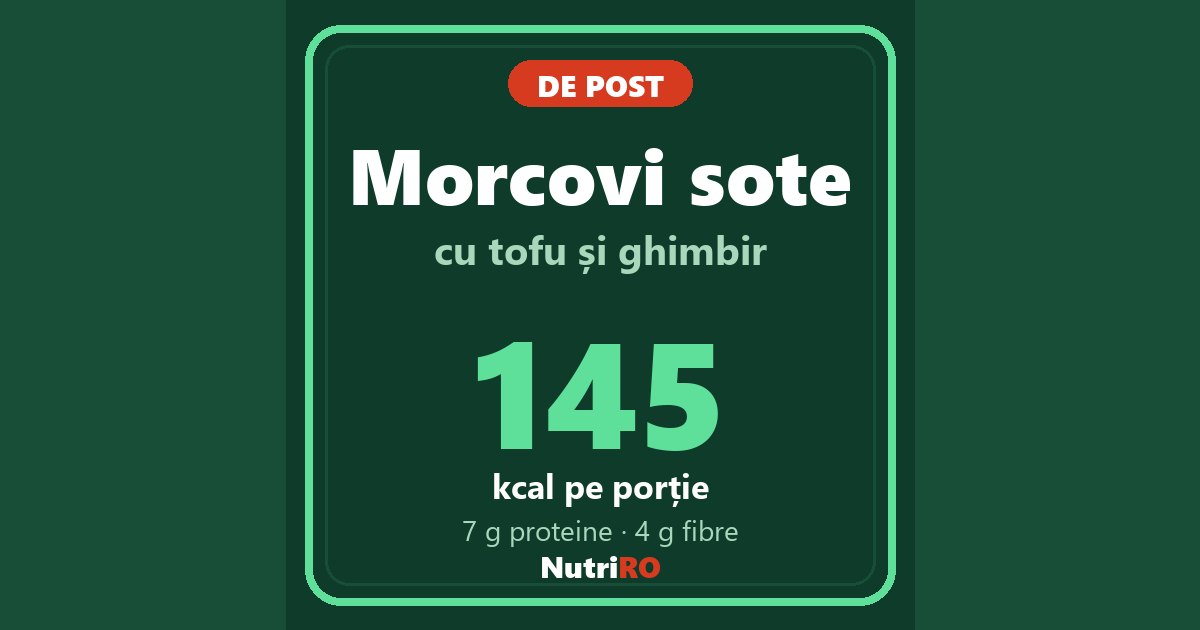 DE POST
Morcovi sote
cu tofu și ghimbir
145
kcal pe porție
7 g proteine · 4 g fibre
NutriRO